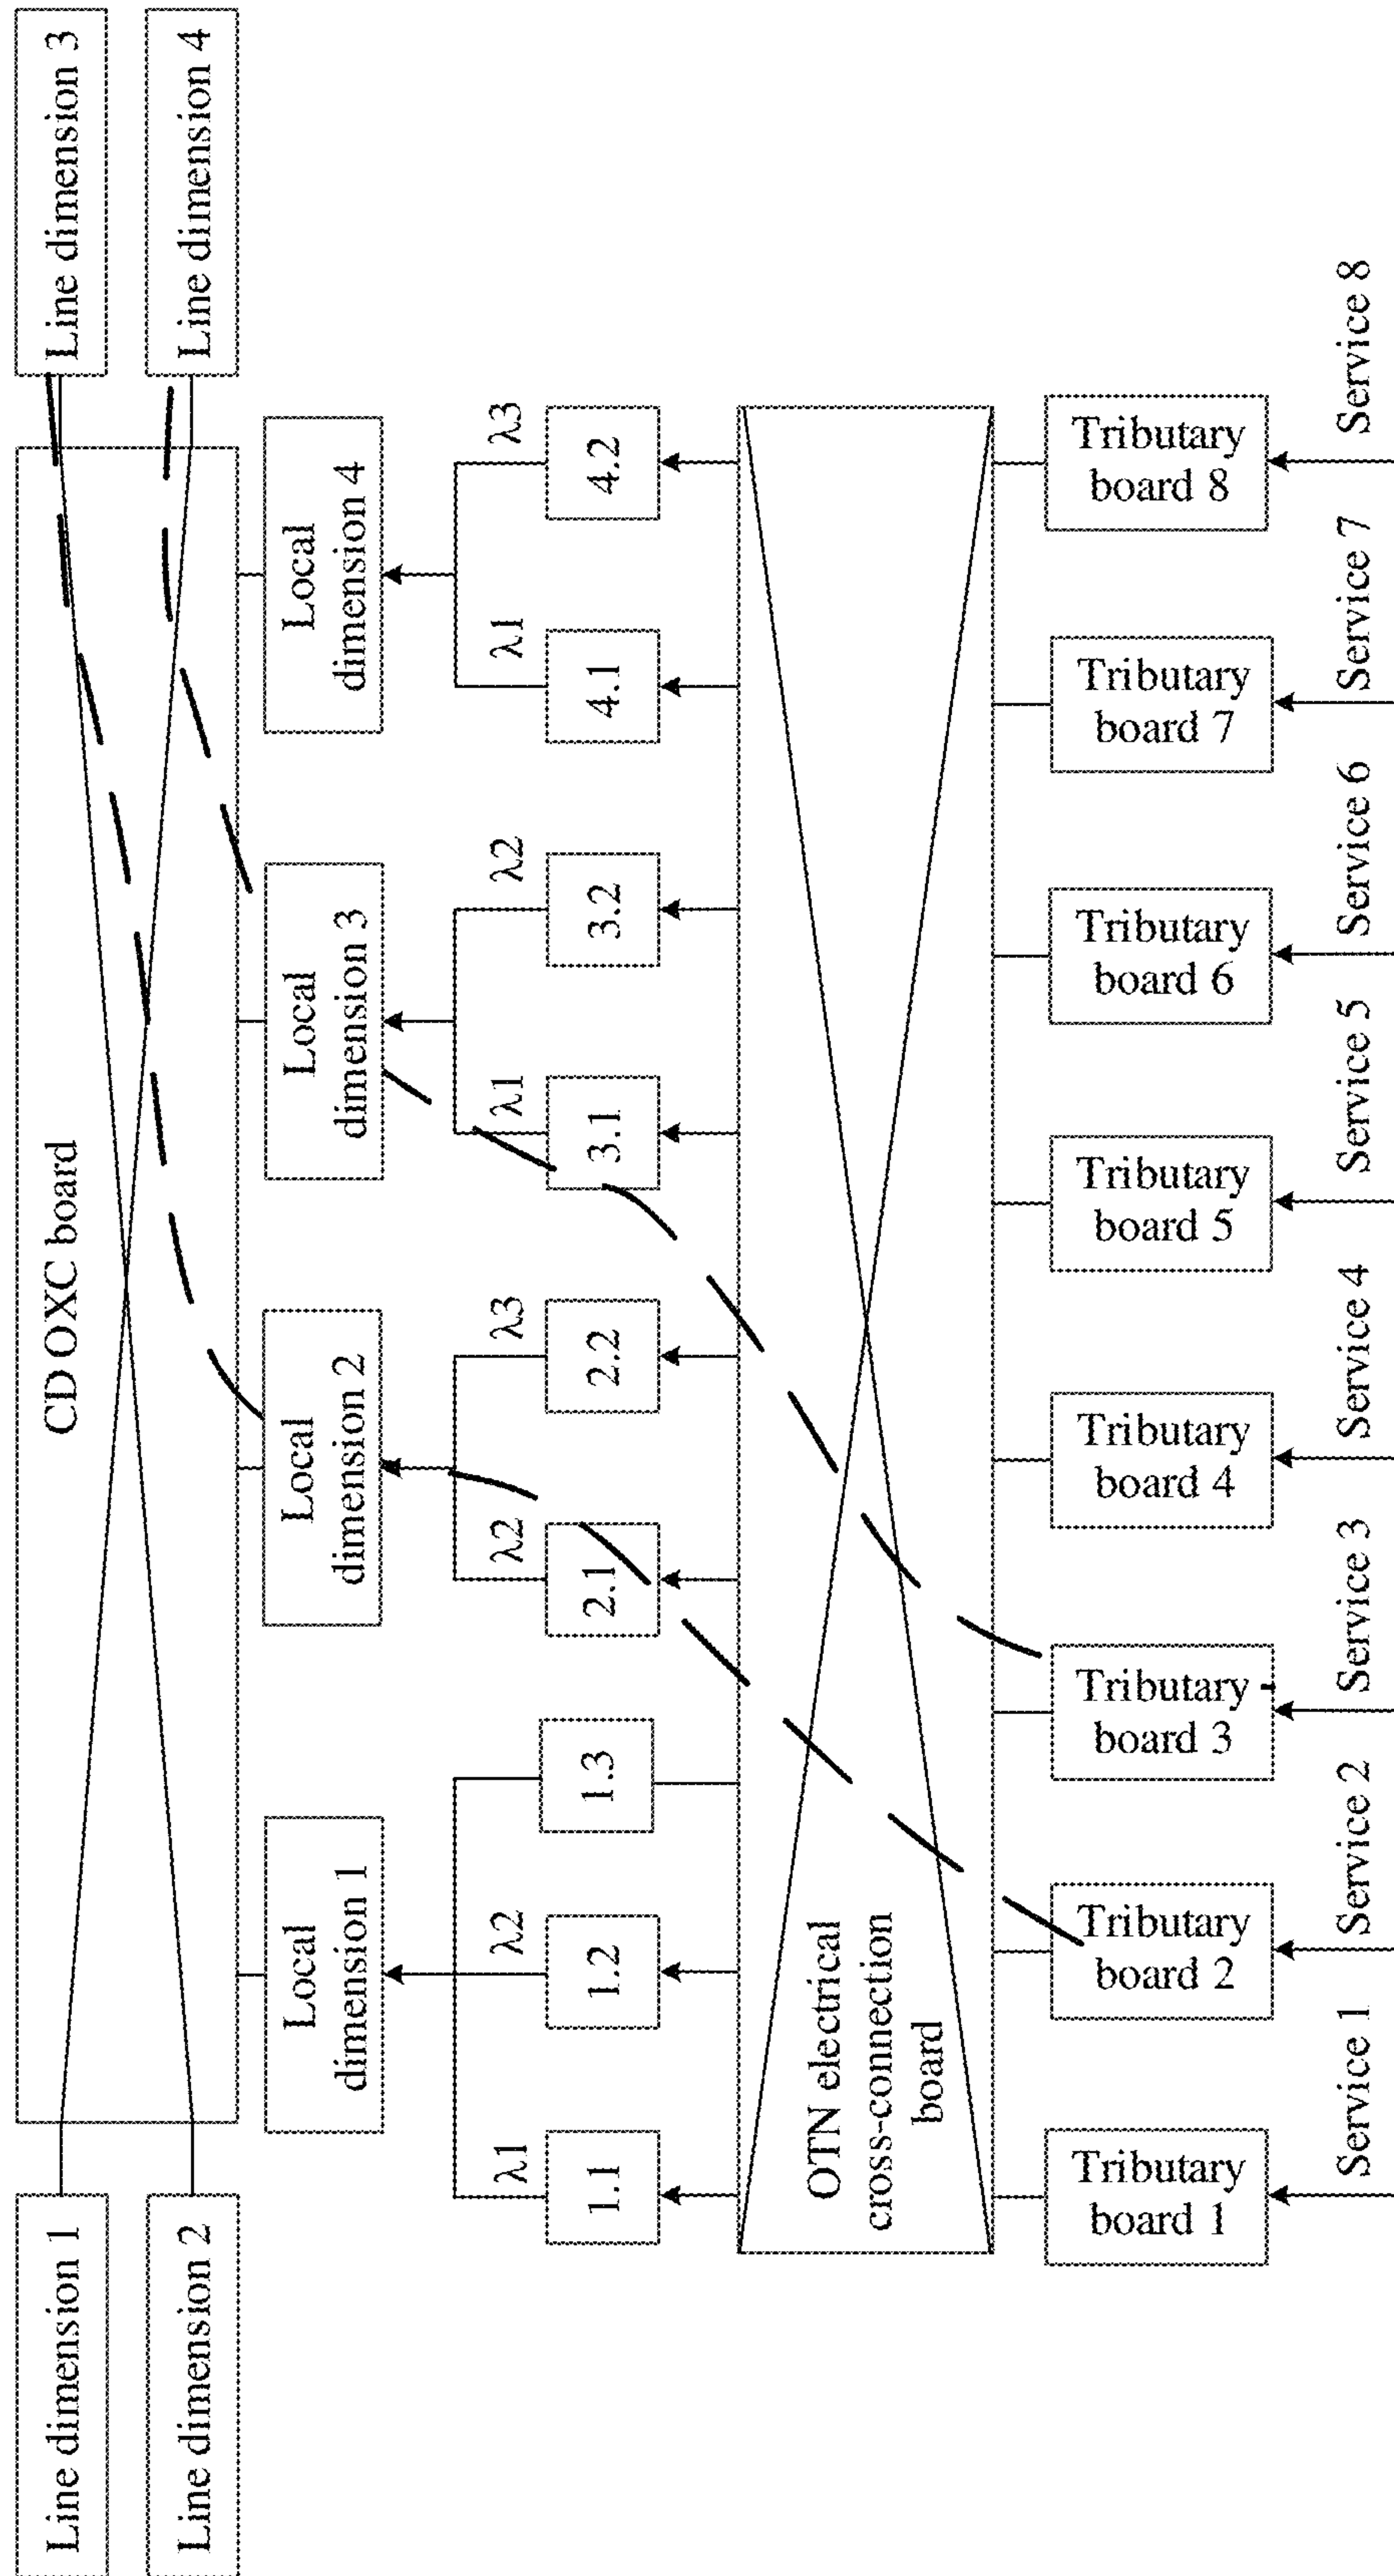 Line dimension 1
Line dimension 2
CD OXC board
Line dimension 3
Line dimension 4
Local
dimension 1
Local
dimension 2
Local
dimension 3
Local
dimension 4
λ1
λ2
λ2
λ3
λ1
λ2
λ1
λ3
1.1
1.2
1.3
2.1
2.2
3.1
3.2
4.1
4.2
OTN electrical
cross-connection
board
Tributary
board 1
Tributary
board 2
Tributary
board 3
Tributary
board 4
Tributary
board 5
Tributary
board 6
Tributary
board 7
Tributary
board 8
Service 1
Service 2
Service 3
Service 4
Service 5
Service 6
Service 7
Service 8